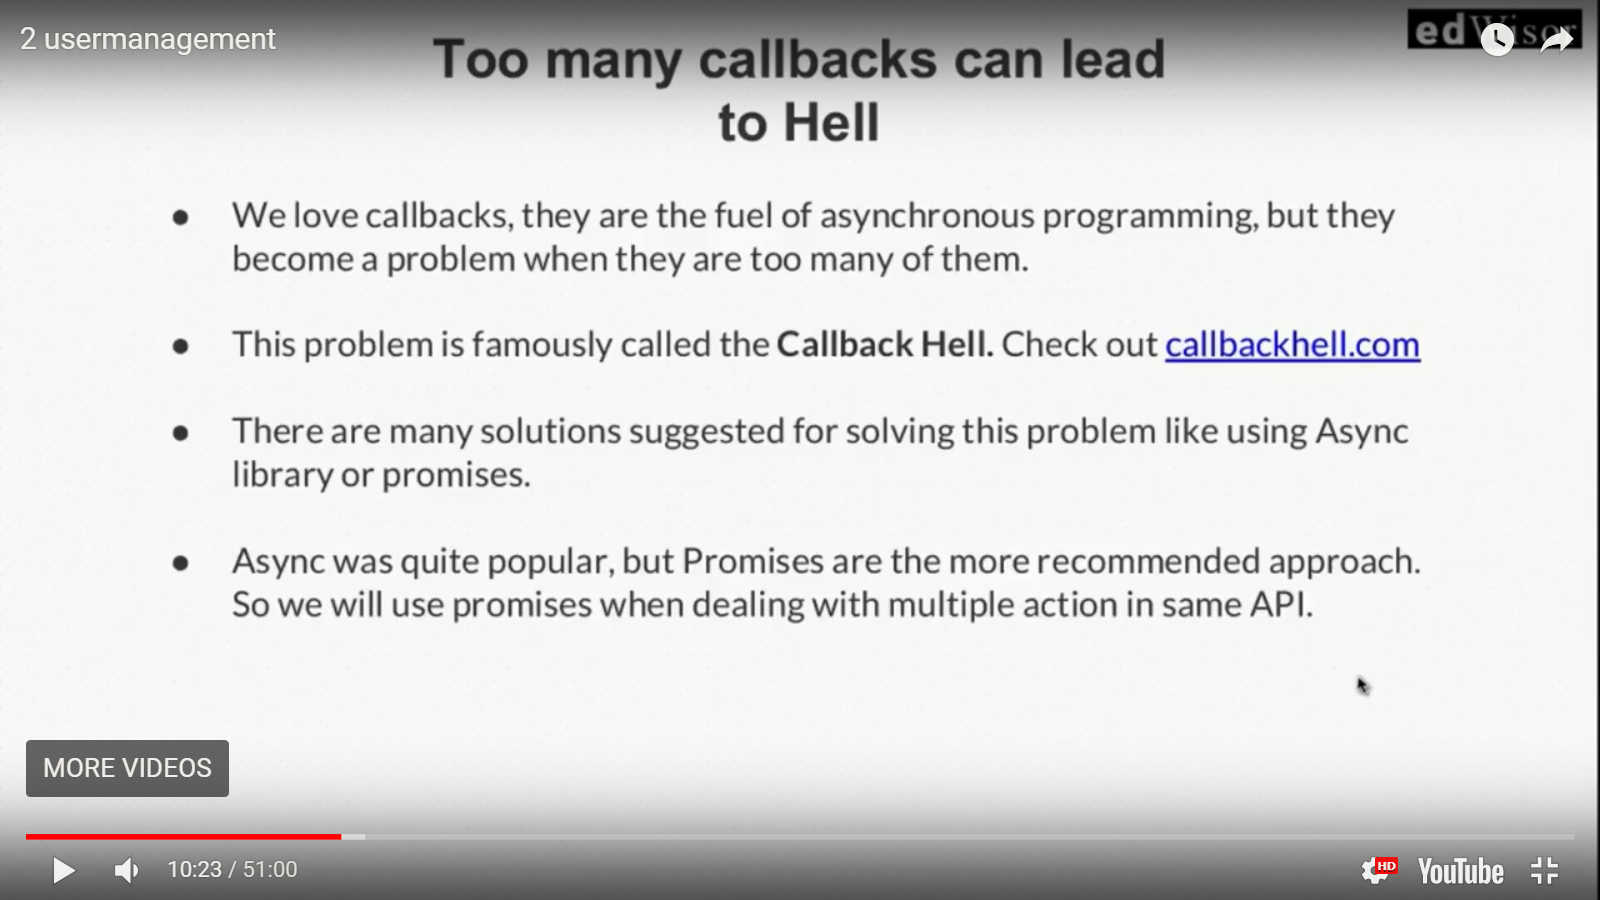 2 usermanagement
edWisor
Too many callbacks can lead
to Hell
● We love callbacks, they are the fuel of asynchronous programming, but they
become a problem when they are too many of them.
● This problem is famously called the Callback Hell. Check out callbackhell.com
● There are many solutions suggested for solving this problem like using Async
library or promises.
● Async was quite popular, but Promises are the more recommended approach.
So we will use promises when dealing with multiple action in same API.
MORE VIDEOS
10:23 / 51:00
HD
YouTube